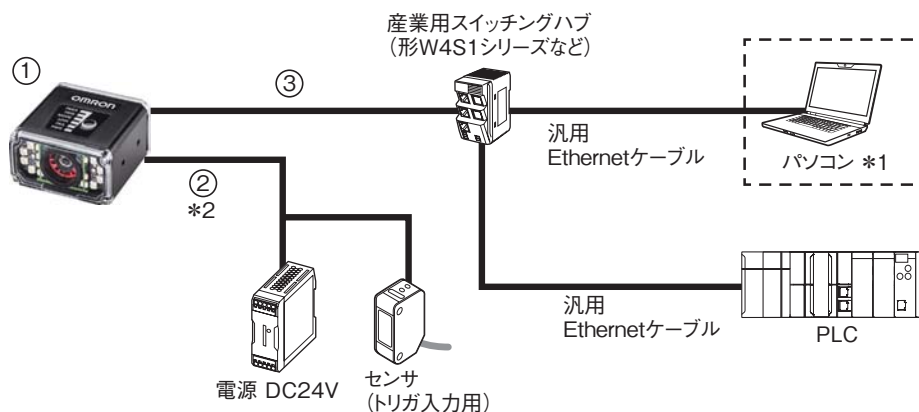 産業用スイッチングハブ
(形W4S1シリーズなど)
①
OMRON
③
汎用
Ethernetケーブル
パソコン *1
②
*2
汎用
Ethernetケーブル
PLC
電源 DC24V
センサ
(トリガ入力用)